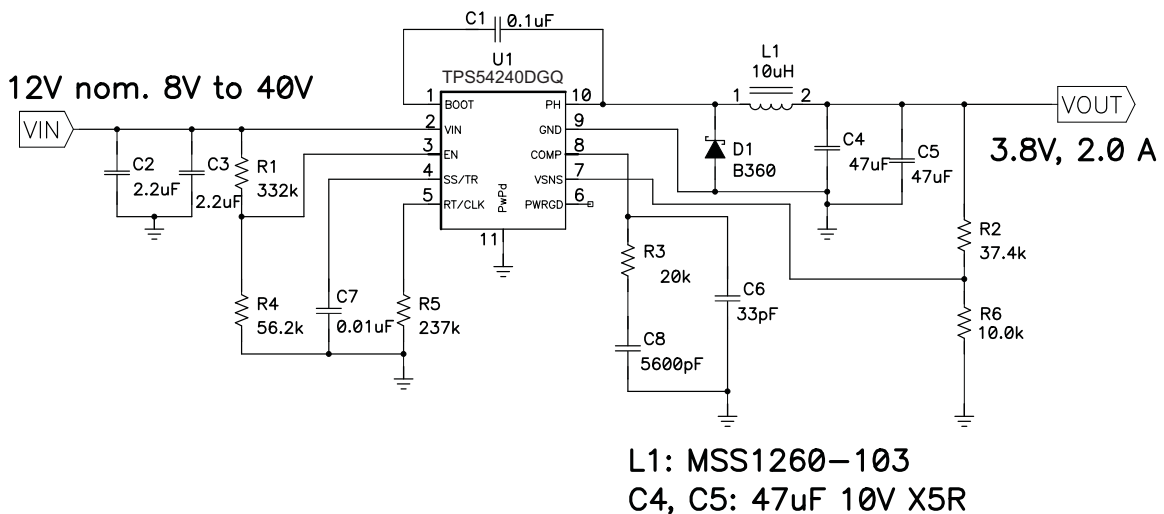 C1
0.1uF
U1
TPS54240DGQ
L1
10uH
12V nom. 8V to 40V
VIN
1
BOOT
PH
10
2
VIN
GND
9
3
EN
COMP
8
4
SS/TR
VSNS
7
5
RT/CLK
PWRGD
6
PwPd
11
1
2
VOUT
3.8V, 2.0 A
C2
2.2uF
C3
2.2uF
R1
332k
D1
B360
C4
47uF
C5
47uF
R2
37.4k
R3
20k
C6
33pF
R4
56.2k
C7
0.01uF
R5
237k
C8
5600pF
R6
10.0k
L1: MSS1260-103
C4, C5: 47uF 10V X5R